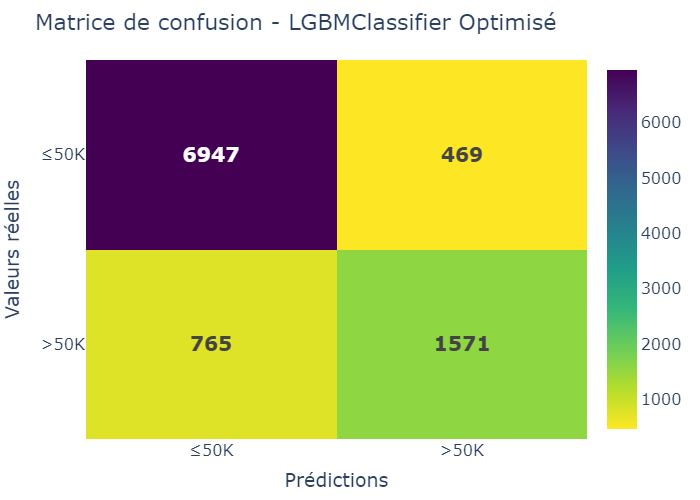 Matrice de confusion - LGBMClassifier Optimisé
≤50K
6947
469
>50K
765
1571
≤50K
>50K
Prédictions
Valeurs réelles
6000
5000
4000
3000
2000
1000